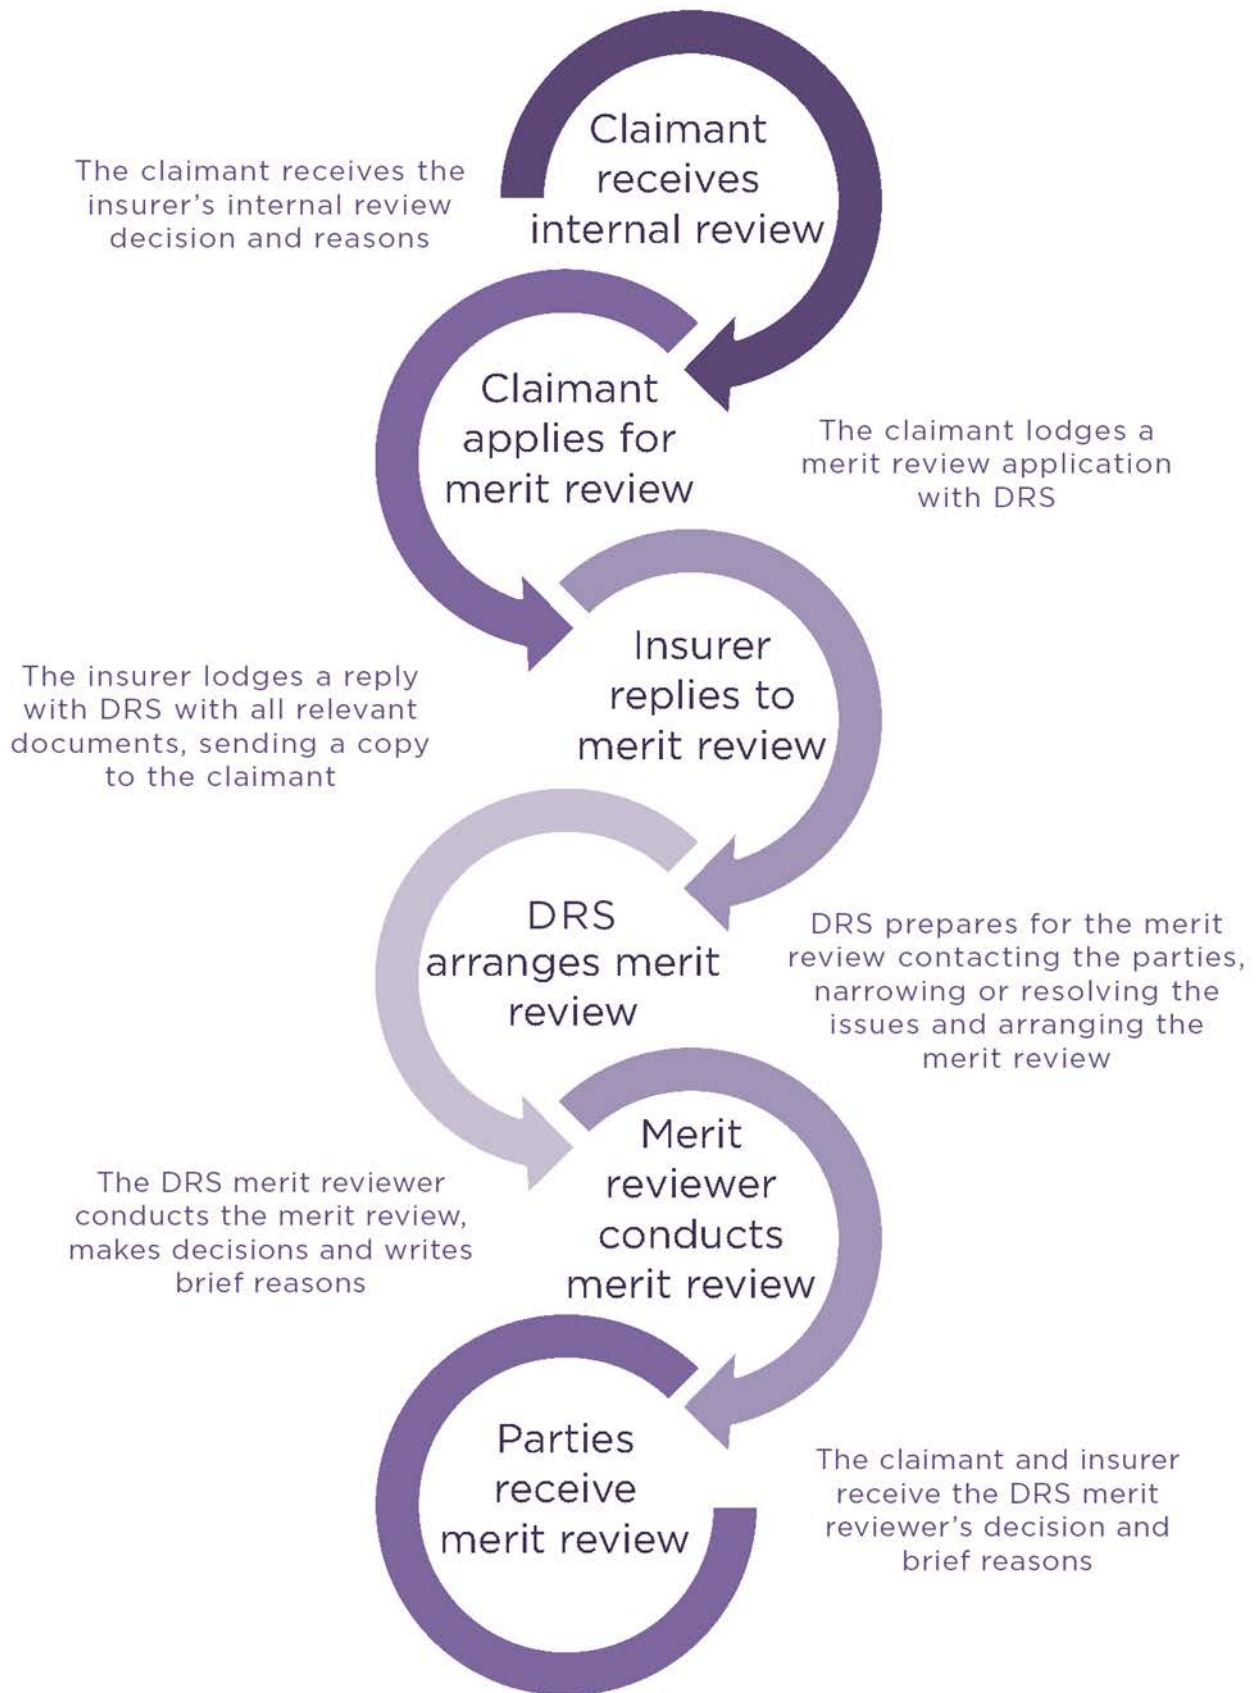 Claimant
receives
internal review
The claimant receives the
insurer's internal review
decision and reasons
Claimant
applies for
merit review
The claimant lodges a
merit review application
with DRS
Insurer
replies to
merit review
The insurer lodges a reply
with DRS with all relevant
documents, sending a copy
to the claimant
DRS
arranges merit
review
DRS prepares for the merit
review contacting the parties,
narrowing or resolving the
issues and arranging the
merit review
Merit
reviewer
conducts
merit review
The DRS merit reviewer
conducts the merit review,
makes decisions and writes
brief reasons
Parties
receive
merit review
The claimant and insurer
receive the DRS merit
reviewer's decision and
brief reasons